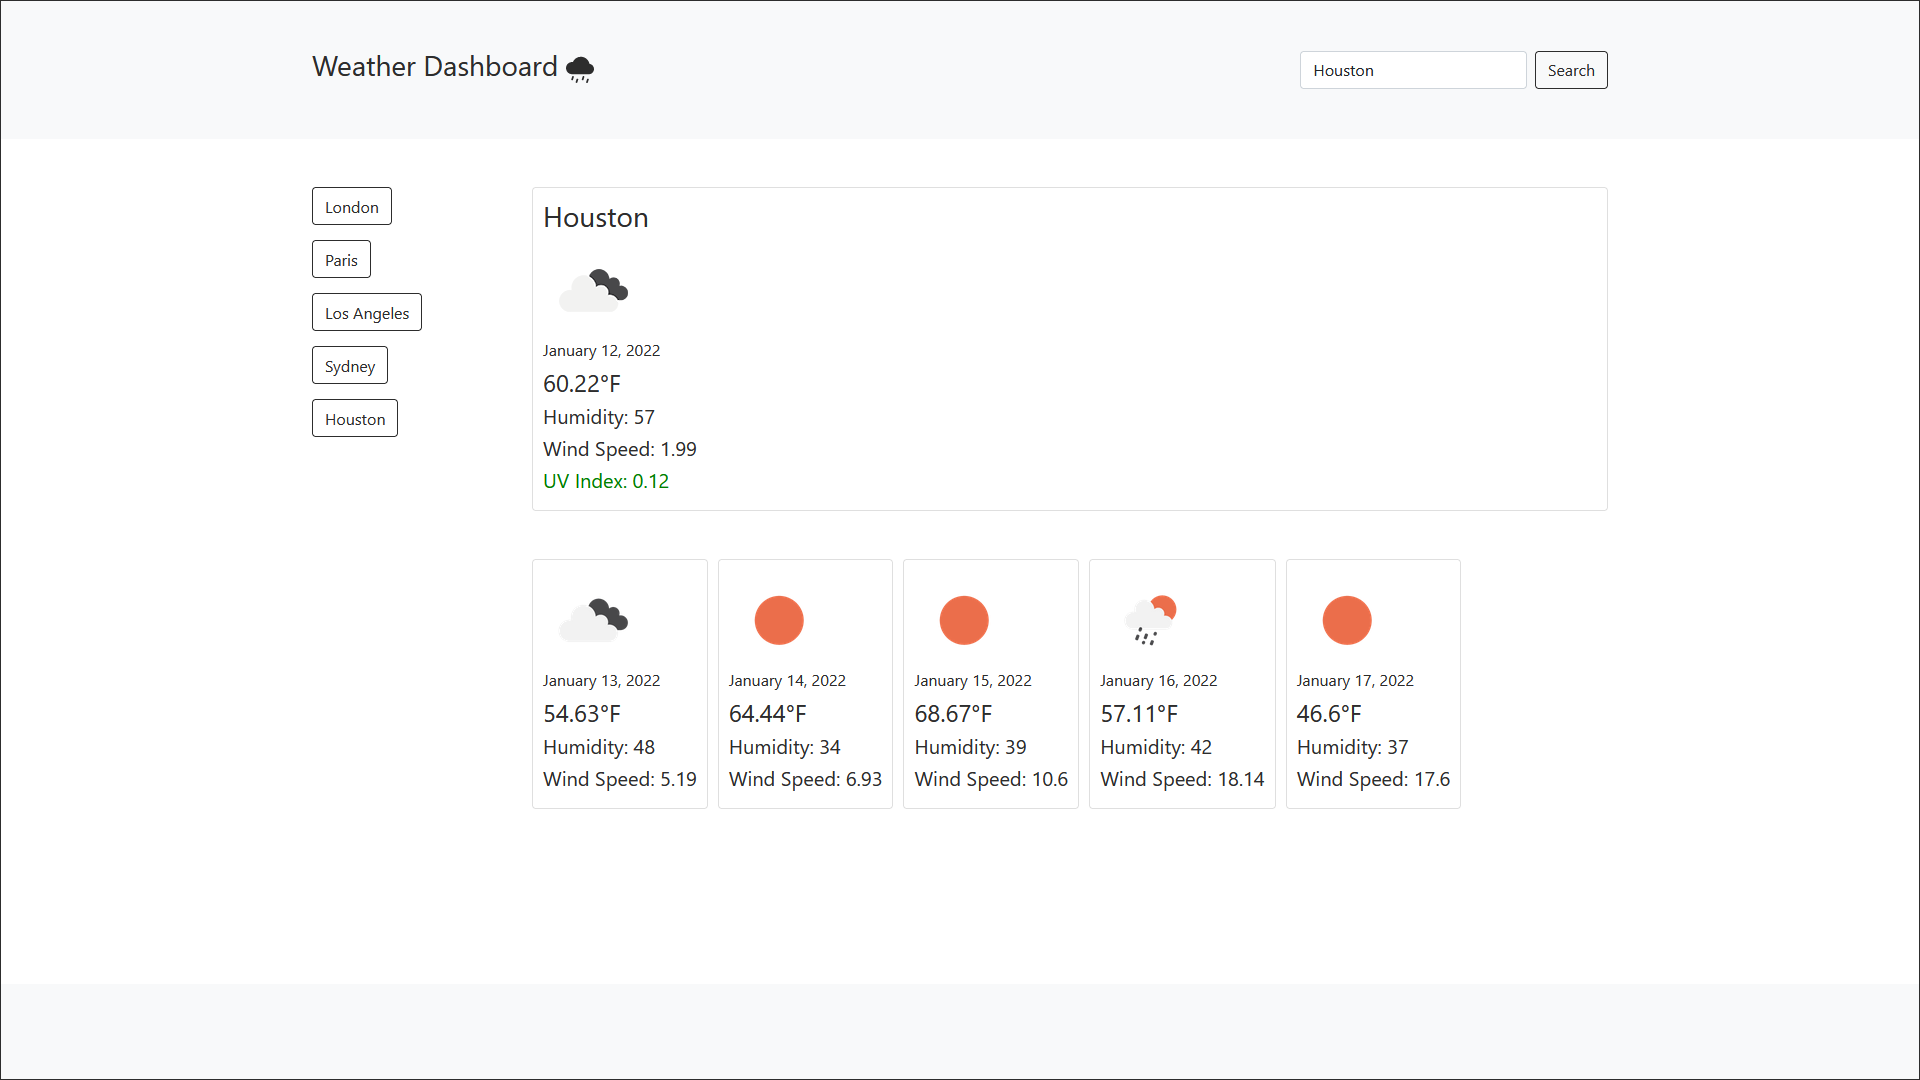 Weather Dashboard
Houston
Search
London
Paris
Los Angeles
Sydney
Houston
Houston
January 12, 2022
60.22°F
Humidity: 57
Wind Speed: 1.99
UV Index: 0.12
January 13, 2022
54.63°F
Humidity: 48
Wind Speed: 5.19
January 14, 2022
64.44°F
Humidity: 34
Wind Speed: 6.93
January 15, 2022
68.67°F
Humidity: 39
Wind Speed: 10.6
January 16, 2022
57.11°F
Humidity: 42
Wind Speed: 18.14
January 17, 2022
46.6°F
Humidity: 37
Wind Speed: 17.6